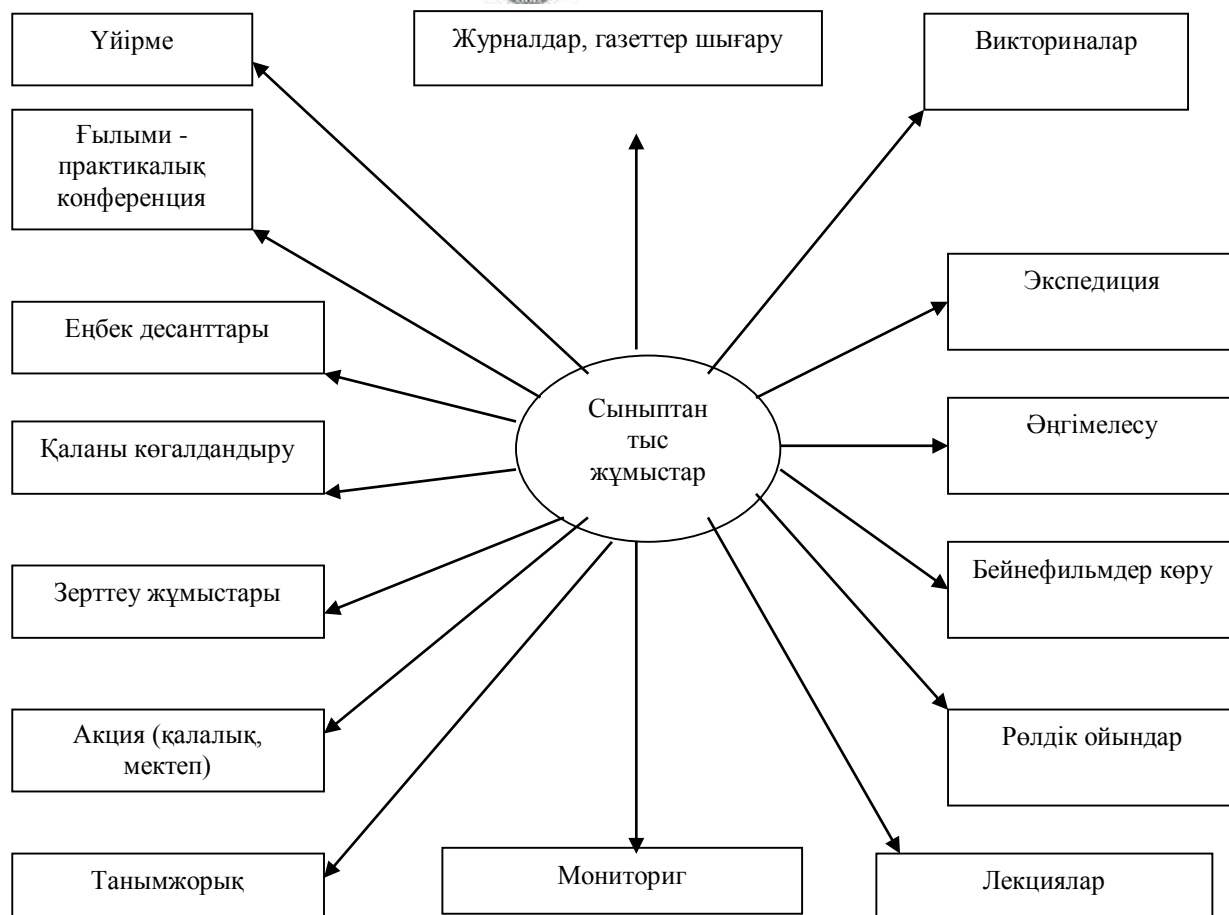 Үйірме
Журналдар, газеттер шығару
Викториналар
Ғылыми -
практикалық
конференция
Экспедиция
Еңбек десанттары
Сыныптан
тыс
жұмыстар
Әңгімелесу
Қаланы көгалдандыру
Бейнефильмдер көру
Зерттеу жұмыстары
Акция (қалалық,
мектеп)
Рөлдік ойындар
Танымжорық
Мониториг
Лекциялар